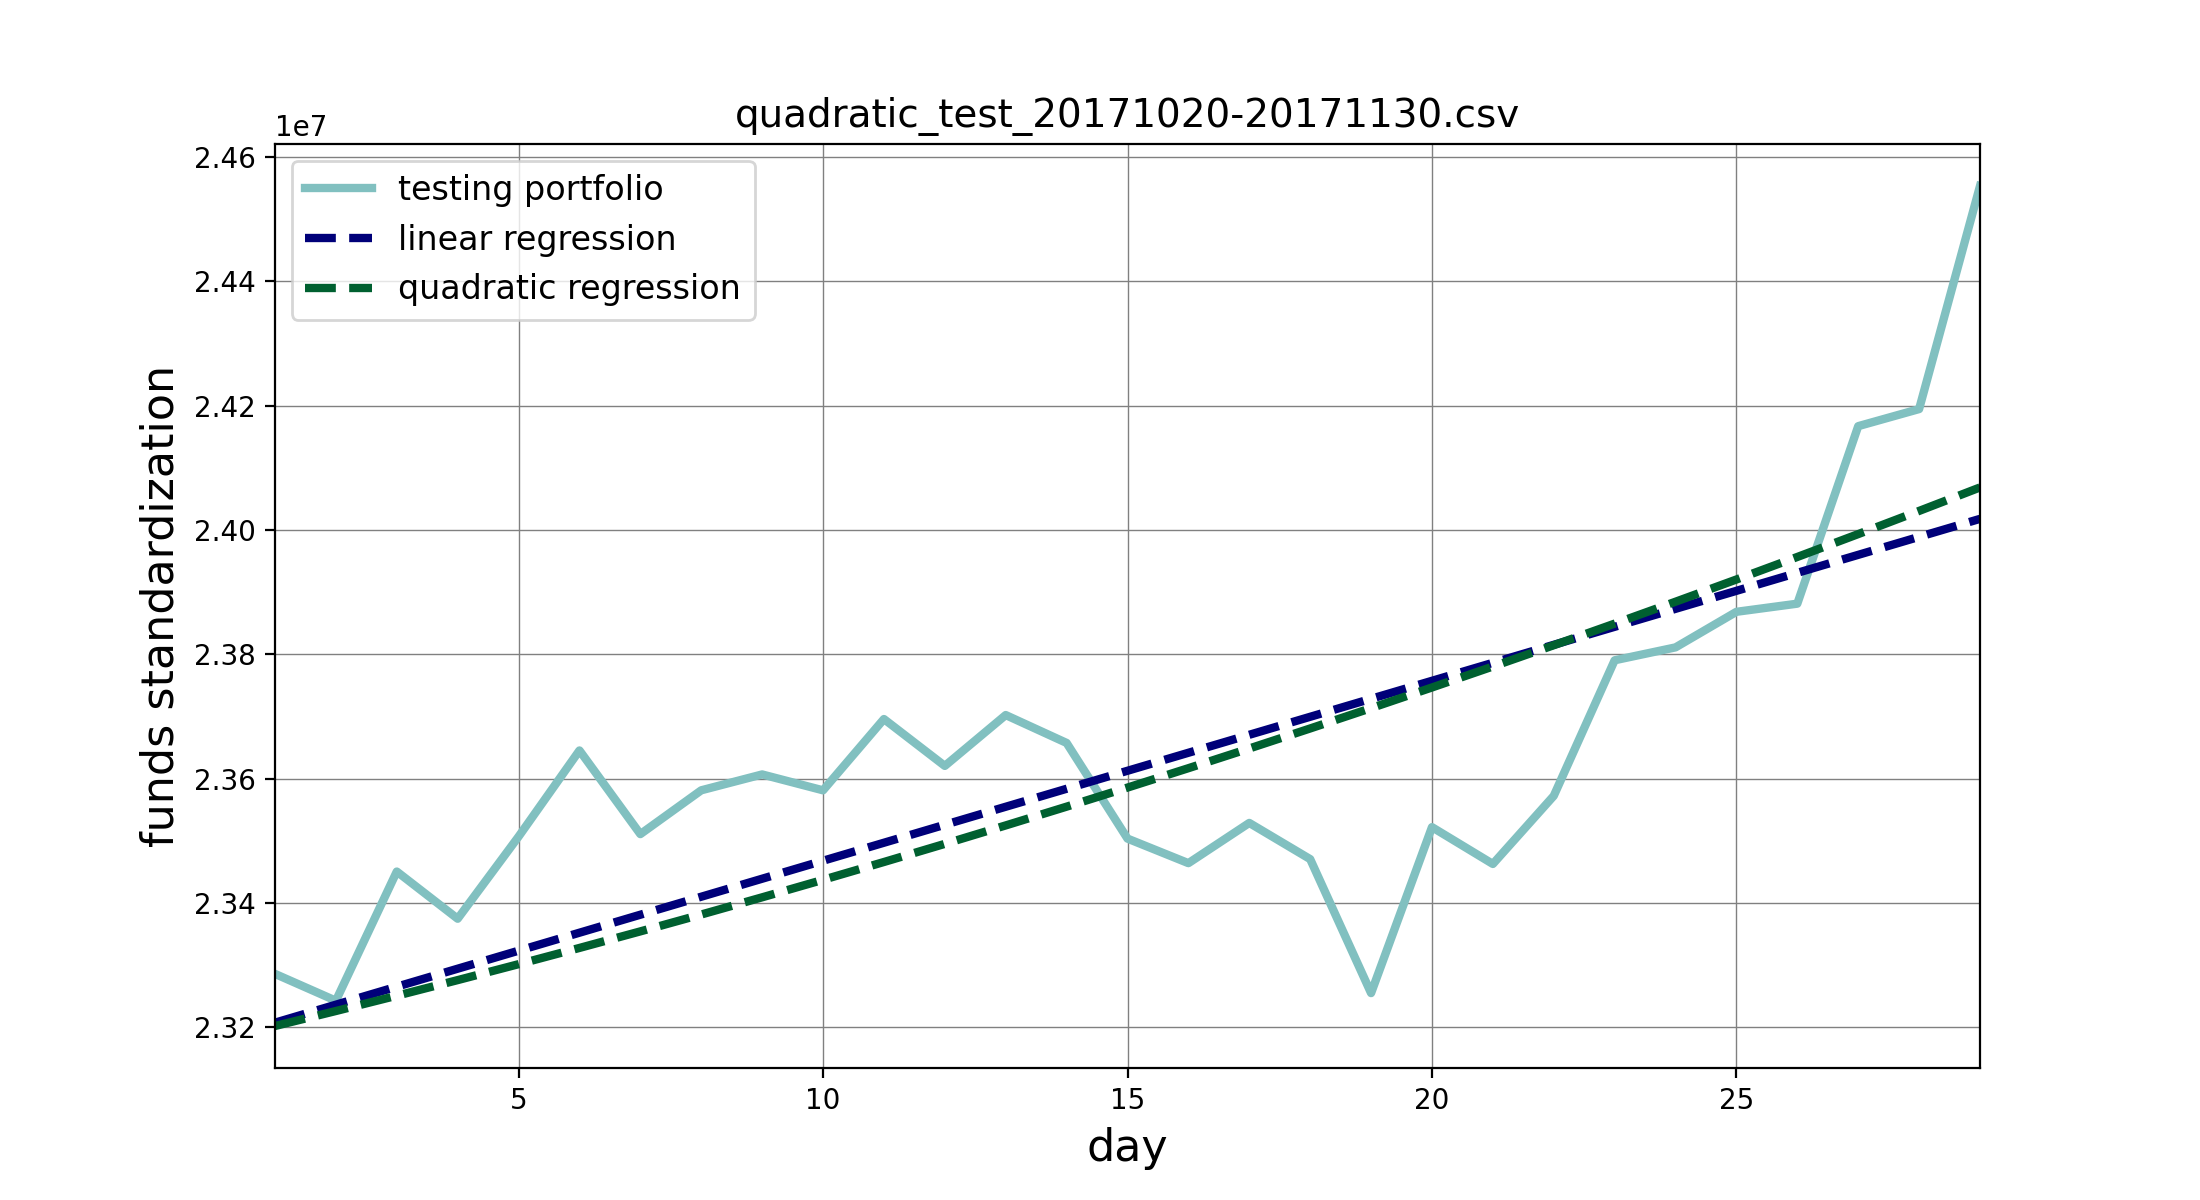 quadratic_test_20171020-20171130.csv
1e7
2.46
2.44
2.42
2.40
2.38
2.36
2.34
2.32
funds standardization
testing portfolio
linear regression
quadratic regression
5 10 15 20 25
day